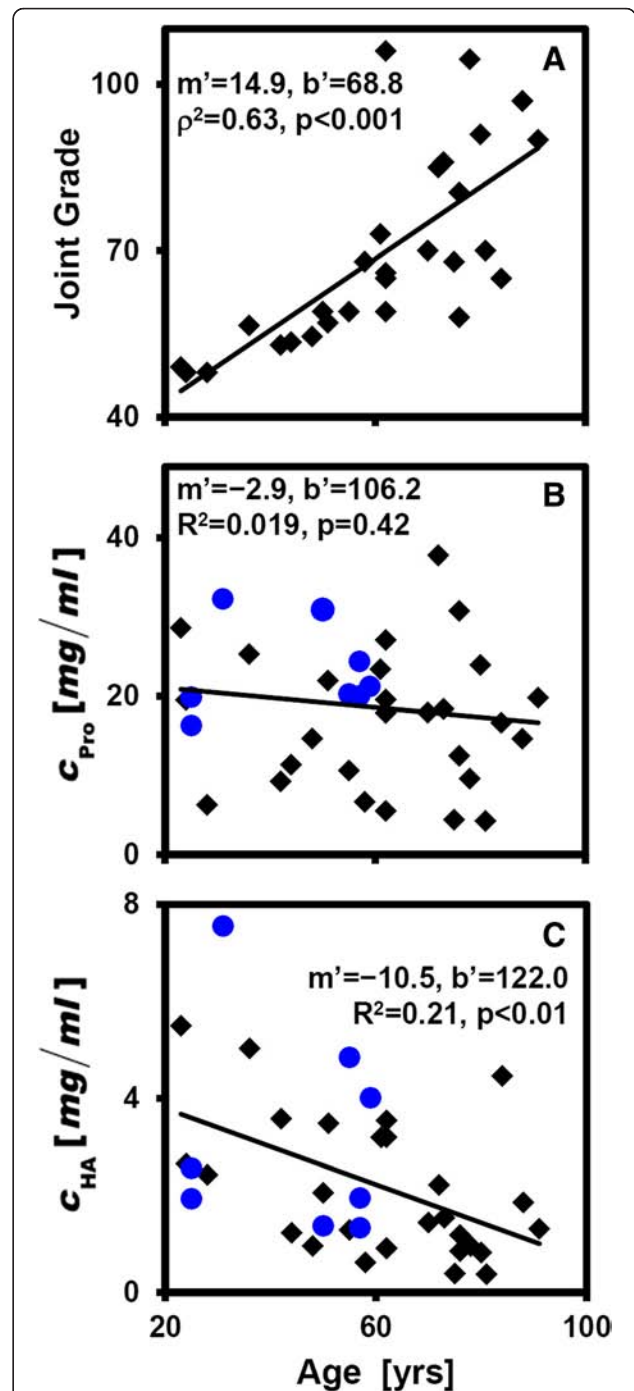 A
m’=14.9, b’=68.8
ρ²=0.63, p<0.001
Joint Grade
100
70
40
B
m’=−2.9, b’=106.2
R²=0.019, p=0.42
c Pro [mg/ml]
40
20
0
C
m’=−10.5, b’=122.0
R²=0.21, p<0.01
c HA [mg/ml]
8
4
0
20 60 100
Age [yrs]